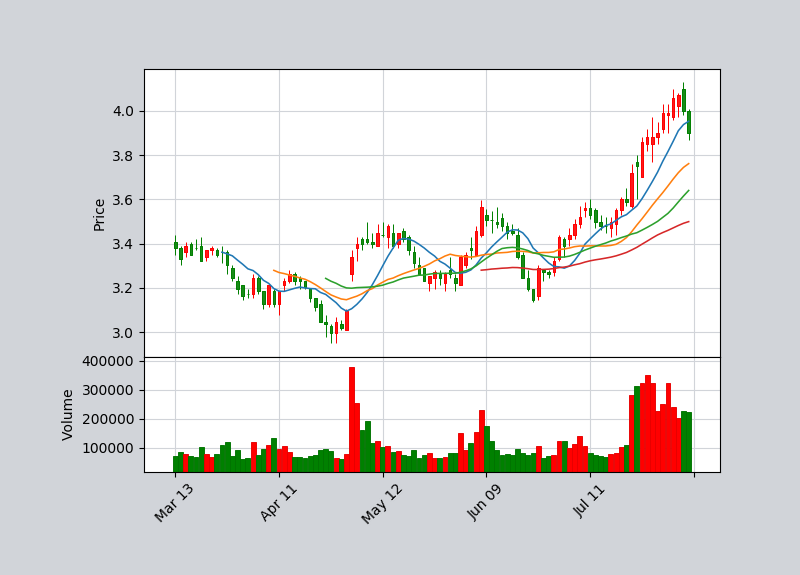 Price
4.0
3.8
3.6
3.4
3.2
3.0
Volume
400000
300000
200000
100000
Mar 13
Apr 11
May 12
Jun 09
Jul 11